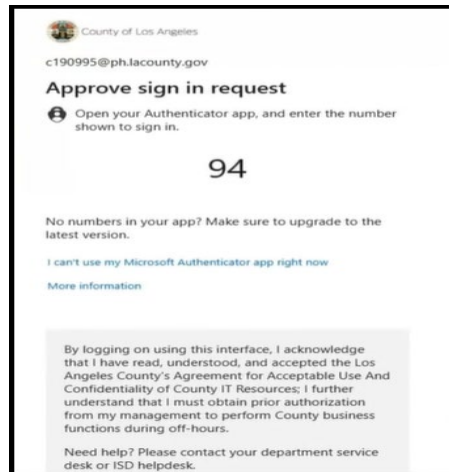 County of Los Angeles
c190995@ph.lacounty.gov
Approve sign in request
Open your Authenticator app, and enter the number
shown to sign in.
94
No numbers in your app? Make sure to upgrade to the
latest version.
I can't use my Microsoft Authenticator app right now
More information
By logging on using this interface, I acknowledge
that I have read, understood, and accepted the Los
Angeles County's Agreement for Acceptable Use And
Confidentiality of County IT Resources; I further
understand that I must obtain prior authorization
from my management to perform County business
functions during off-hours.
Need help? Please contact your department service
desk or ISD helpdesk.